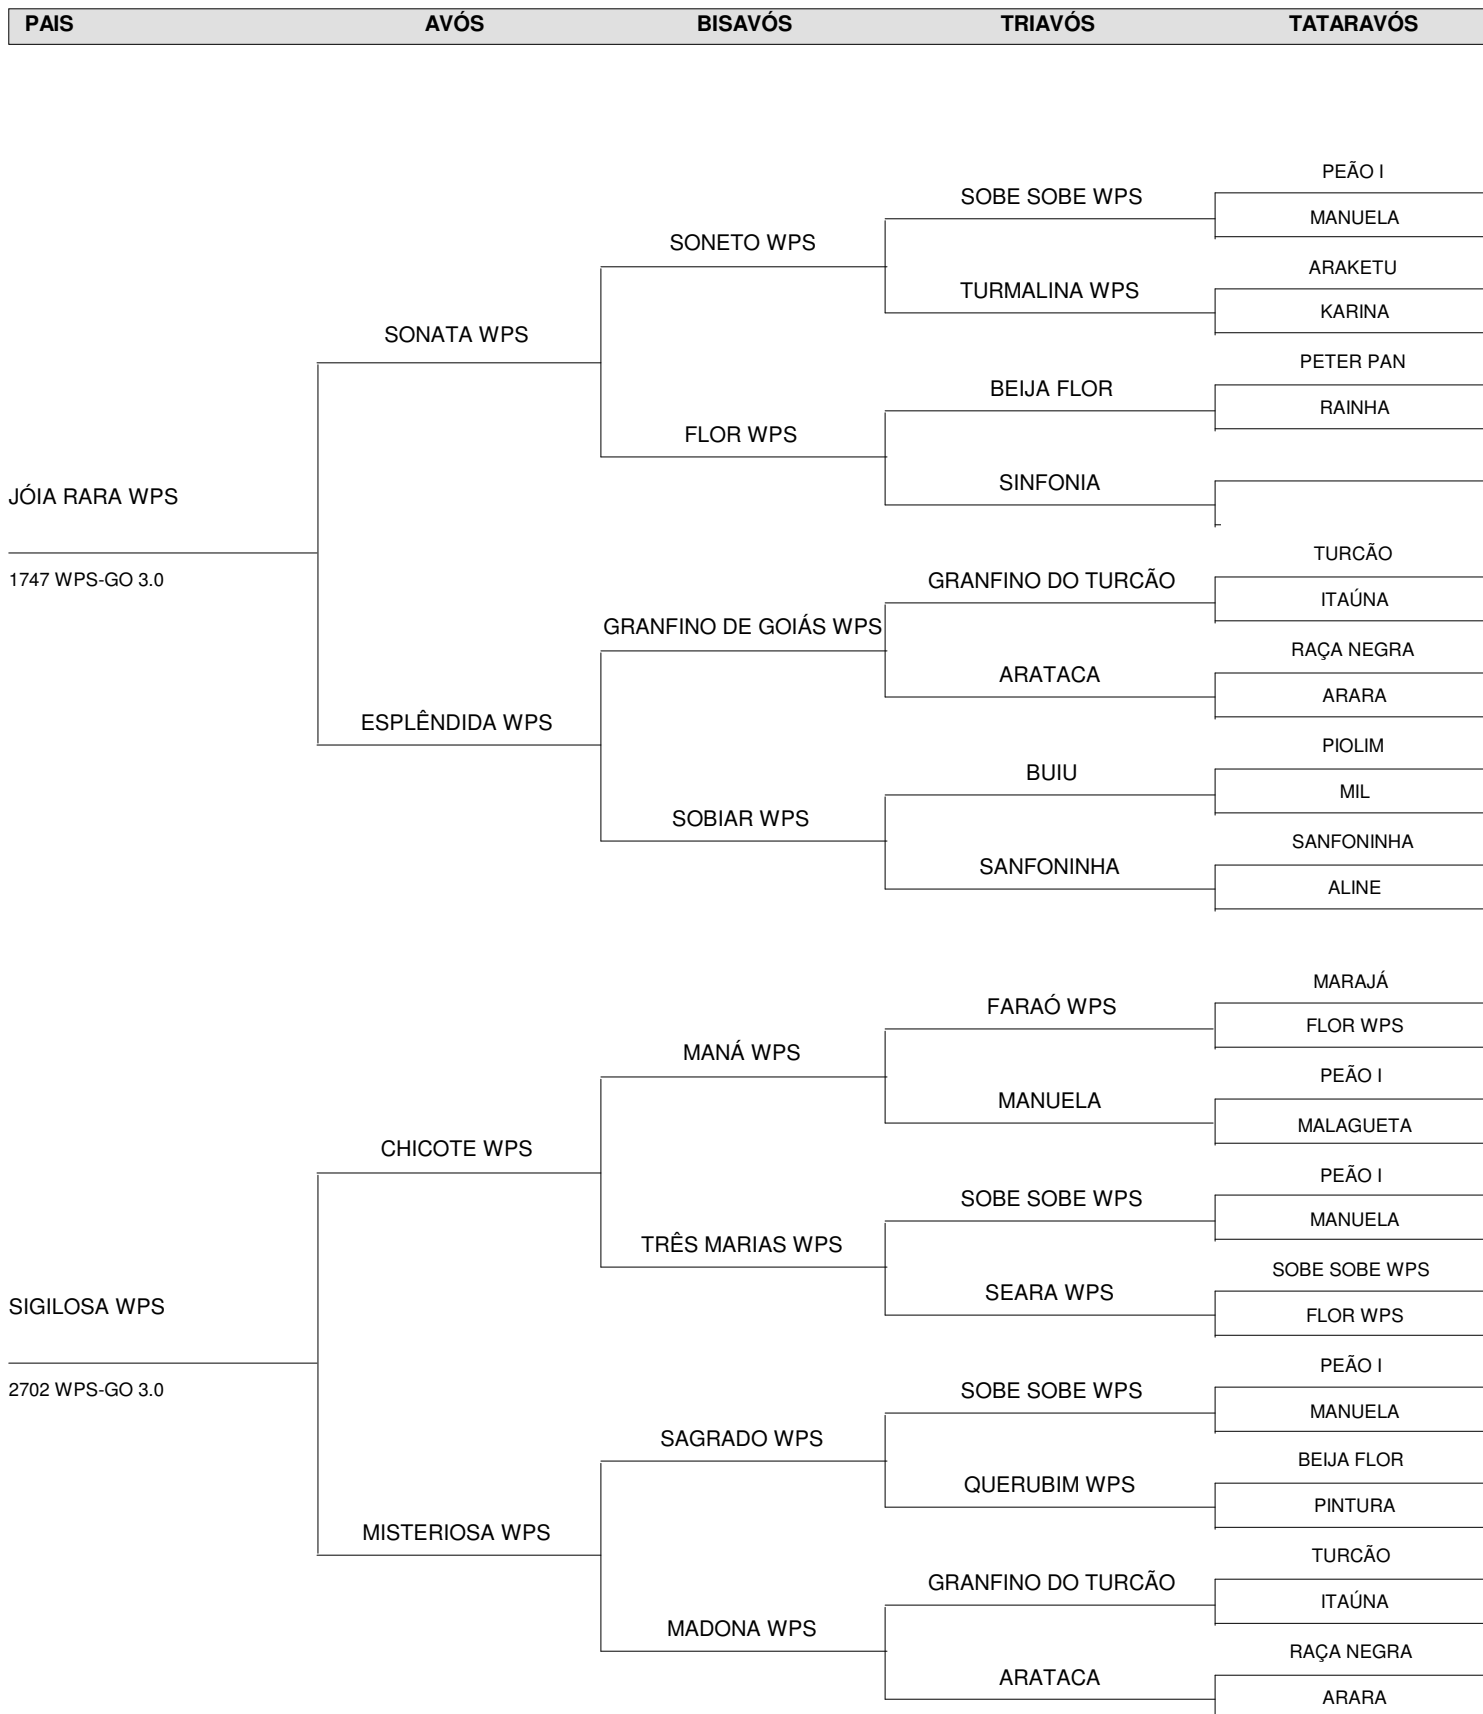 PAIS AVÓS BISAVÓS TRIAVÓS TATARAVÓS
PEÃO I
SOBE SOBE WPS
MANUELA
SONETO WPS
ARAKETU
TURMALINA WPS
KARINA
SONATA WPS
PETER PAN
BEIJA FLOR
RAINHA
FLOR WPS
SINFONIA
JÓIA RARA WPS
TURCÃO
1747 WPS-GO 3.0
GRANFINO DO TURCÃO
ITAÚNA
GRANFINO DE GOIÁS WPS
RAÇA NEGRA
ARATACA
ARARA
ESPLÊNDIDA WPS
PIOLIM
BUIU
MIL
SOBIAR WPS
SANFONINHA
SANFONINHA
ALINE
MARAJÁ
FARAÓ WPS
FLOR WPS
MANÁ WPS
PEÃO I
MANUELA
MALAGUETA
CHICOTE WPS
PEÃO I
SOBE SOBE WPS
MANUELA
TRÊS MARIAS WPS
SOBE SOBE WPS
SEARA WPS
SIGILOSA WPS
FLOR WPS
PEÃO I
2702 WPS-GO 3.0
SOBE SOBE WPS
MANUELA
SAGRADO WPS
BEIJA FLOR
QUERUBIM WPS
PINTURA
MISTERIOSA WPS
TURCÃO
GRANFINO DO TURCÃO
ITAÚNA
MADONA WPS
RAÇA NEGRA
ARATACA
ARARA